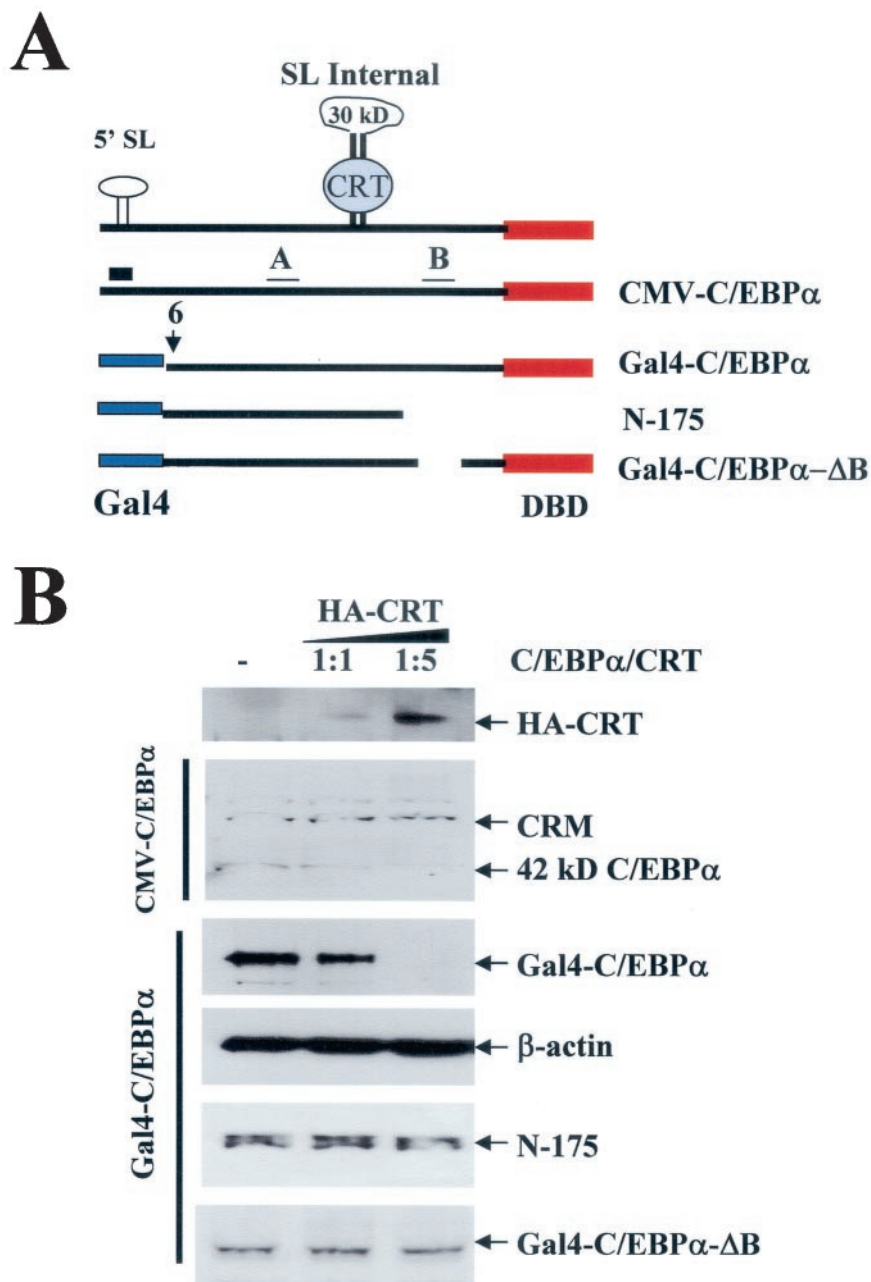 A
SL Internal
30 kD
5' SL
CRT
A B
CMV-C/EBPα
6
Gal4-C/EBPα
N-175
Gal4-C/EBPα-ΔB
Gal4 DBD
B
HA-CRT
- 1:1 1:5 C/EBPα/CRT
HA-CRT
CMV-C/EBPα
CRM
42 kD C/EBPα
Gal4-C/EBPα
Gal4-C/EBPα
β-actin
N-175
Gal4-C/EBPα-ΔB